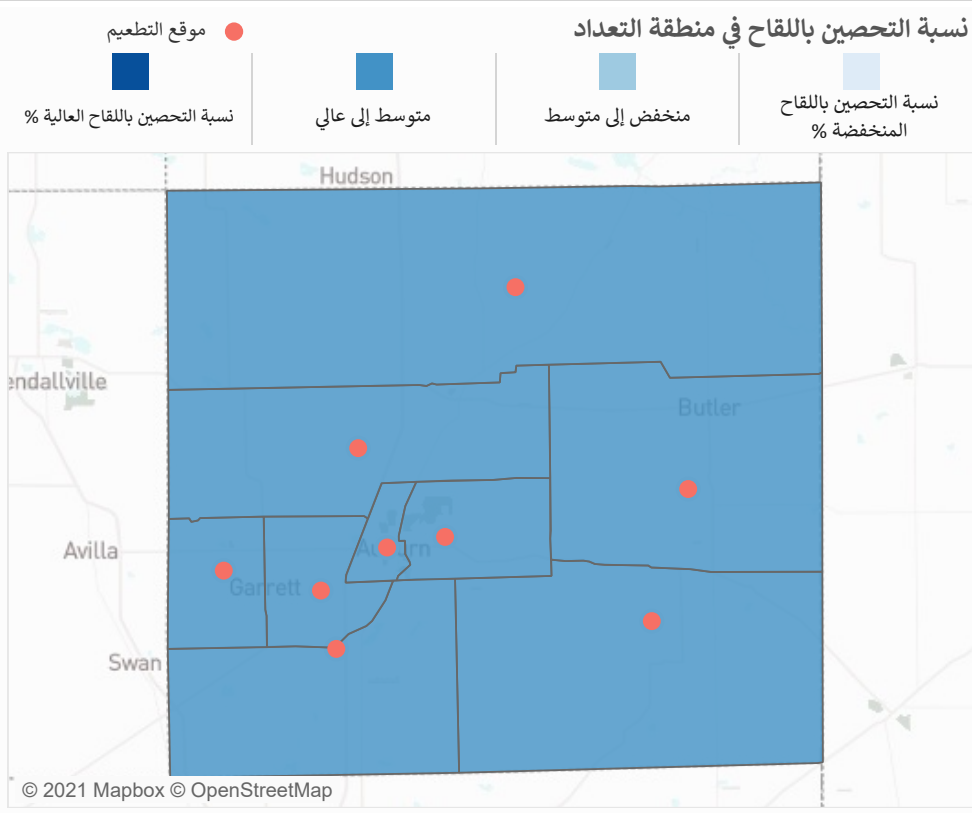 نسبة التحصين باللقاح في منطقة التعداد
موقع التطعيم
نسبة التحصين باللقاح
المنخفضة %
منخفض إلى متوسط
متوسط إلى عالي
نسبة التحصين باللقاح العالية %
Hudson
endallville
Butler
Avilla
Auburn
Garrett
Swan
© 2021 Mapbox © OpenStreetMap